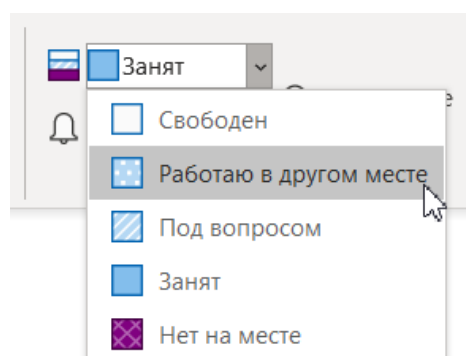 Занят
Свободен
Работаю в другом месте
Под вопросом
Занят
Нет на месте